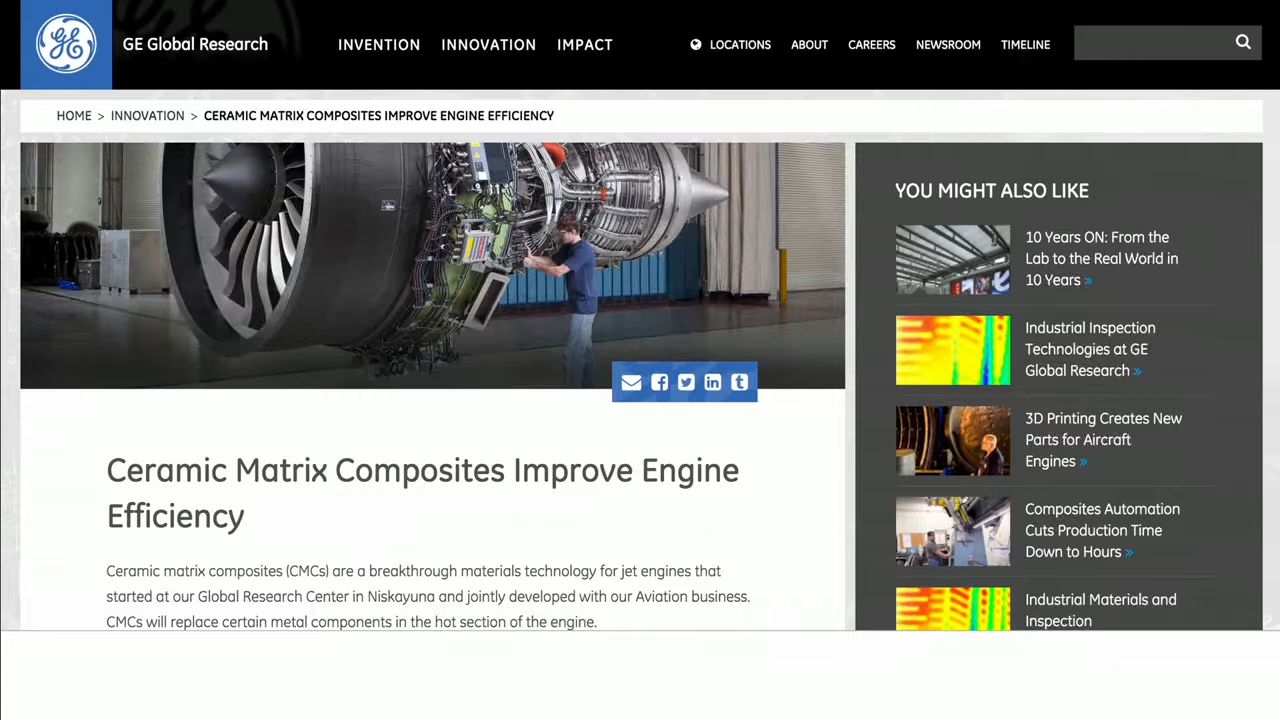 GE Global Research
INVENTION INNOVATION IMPACT
LOCATIONS ABOUT CAREERS NEWSROOM TIMELINE
HOME > INNOVATION > CERAMIC MATRIX COMPOSITES IMPROVE ENGINE EFFICIENCY
Ceramic Matrix Composites Improve Engine
Efficiency
Ceramic matrix composites (CMCs) are a breakthrough materials technology for jet engines that
started at our Global Research Center in Niskayuna and jointly developed with our Aviation business.
CMCs will replace certain metal components in the hot section of the engine.
YOU MIGHT ALSO LIKE
10 Years ON: From the
Lab to the Real World in
10 Years »
Industrial Inspection
Technologies at GE
Global Research »
3D Printing Creates New
Parts for Aircraft
Engines »
Composites Automation
Cuts Production Time
Down to Hours »
Industrial Materials and
Inspection